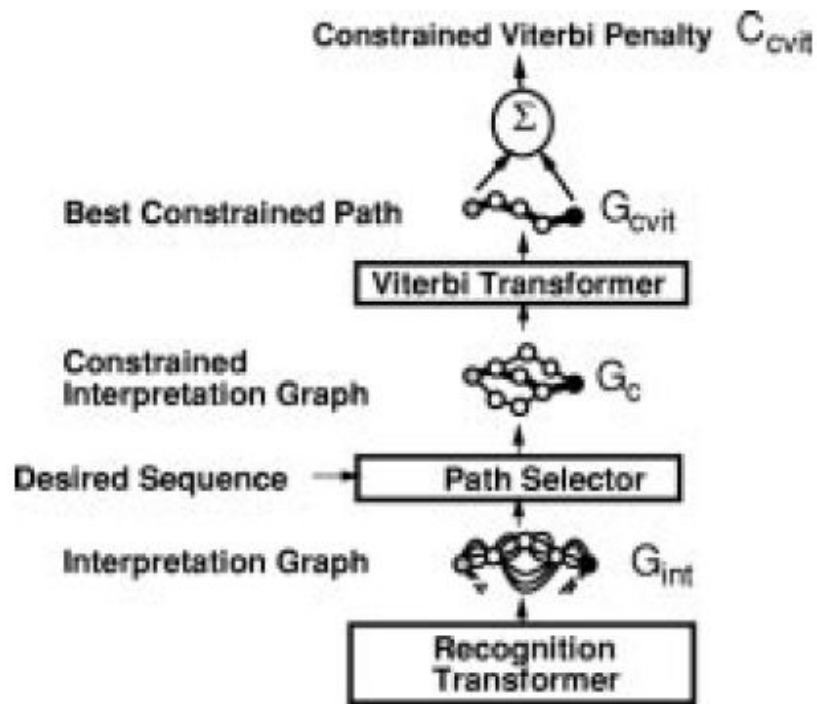 Constrained Viterbi Penalty C_cvit
Σ
Best Constrained Path G_cvit
Viterbi Transformer
Constrained
Interpretation Graph G_c
Desired Sequence Path Selector
Interpretation Graph G_int
Recognition
Transformer